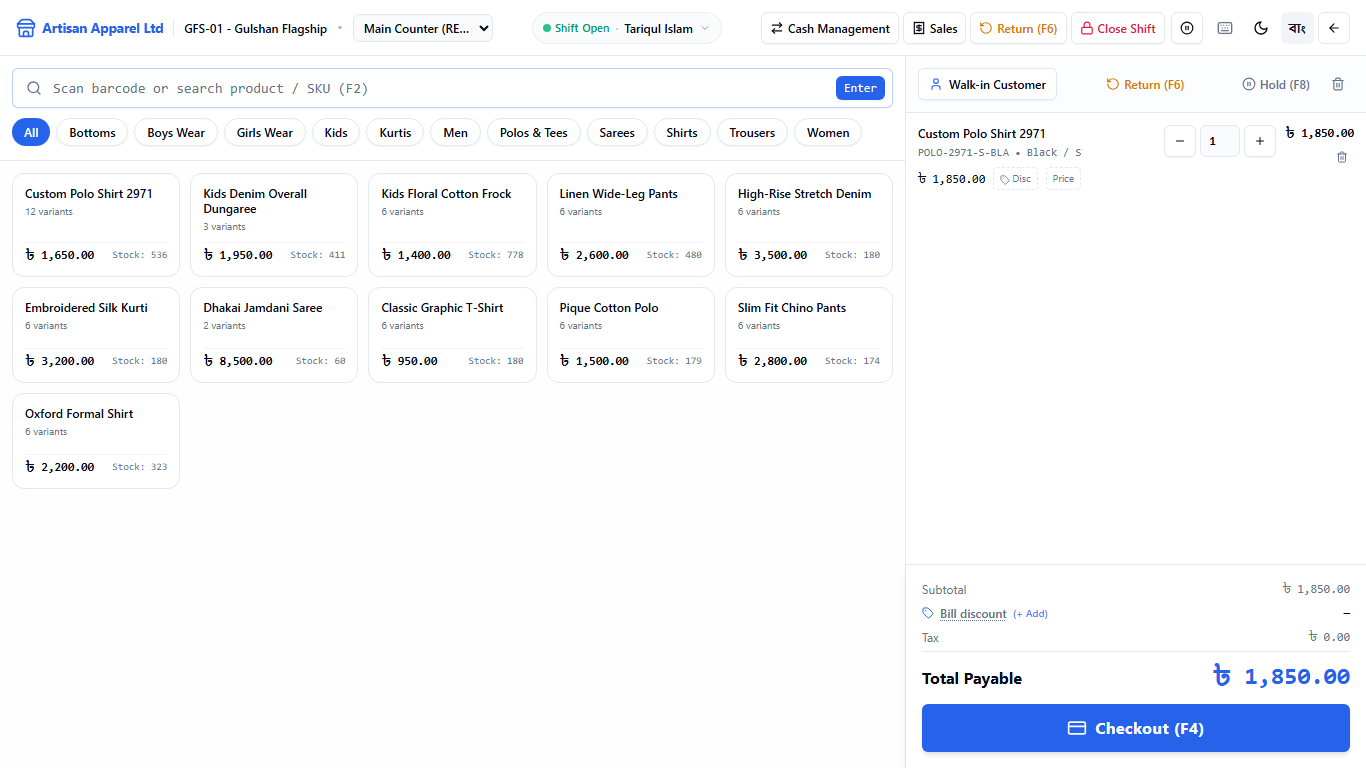 Artisan Apparel Ltd
GFS-01 - Gulshan Flagship
Main Counter (RE...
Shift Open · Tariqul Islam
Cash Management
Sales
Return (F6)
Close Shift
বাং
Scan barcode or search product / SKU (F2)
Enter
All
Bottoms
Boys Wear
Girls Wear
Kids
Kurtis
Men
Polos & Tees
Sarees
Shirts
Trousers
Women
Custom Polo Shirt 2971
12 variants
৳ 1,650.00
Stock: 536
Kids Denim Overall
Dungaree
3 variants
৳ 1,950.00
Stock: 411
Kids Floral Cotton Frock
6 variants
৳ 1,400.00
Stock: 778
Linen Wide-Leg Pants
6 variants
৳ 2,600.00
Stock: 480
High-Rise Stretch Denim
6 variants
৳ 3,500.00
Stock: 180
Embroidered Silk Kurti
6 variants
৳ 3,200.00
Stock: 180
Dhakai Jamdani Saree
2 variants
৳ 8,500.00
Stock: 60
Classic Graphic T-Shirt
6 variants
৳ 950.00
Stock: 180
Pique Cotton Polo
6 variants
৳ 1,500.00
Stock: 179
Slim Fit Chino Pants
6 variants
৳ 2,800.00
Stock: 174
Oxford Formal Shirt
6 variants
৳ 2,200.00
Stock: 323
Walk-in Customer
Return (F6)
Hold (F8)
Custom Polo Shirt 2971
POLO-2971-S-BLA • Black / S
৳ 1,850.00
Disc
Price
1
৳ 1,850.00
Subtotal
৳ 1,850.00
Bill discount (+ Add)
–
Tax
৳ 0.00
Total Payable
৳ 1,850.00
Checkout (F4)